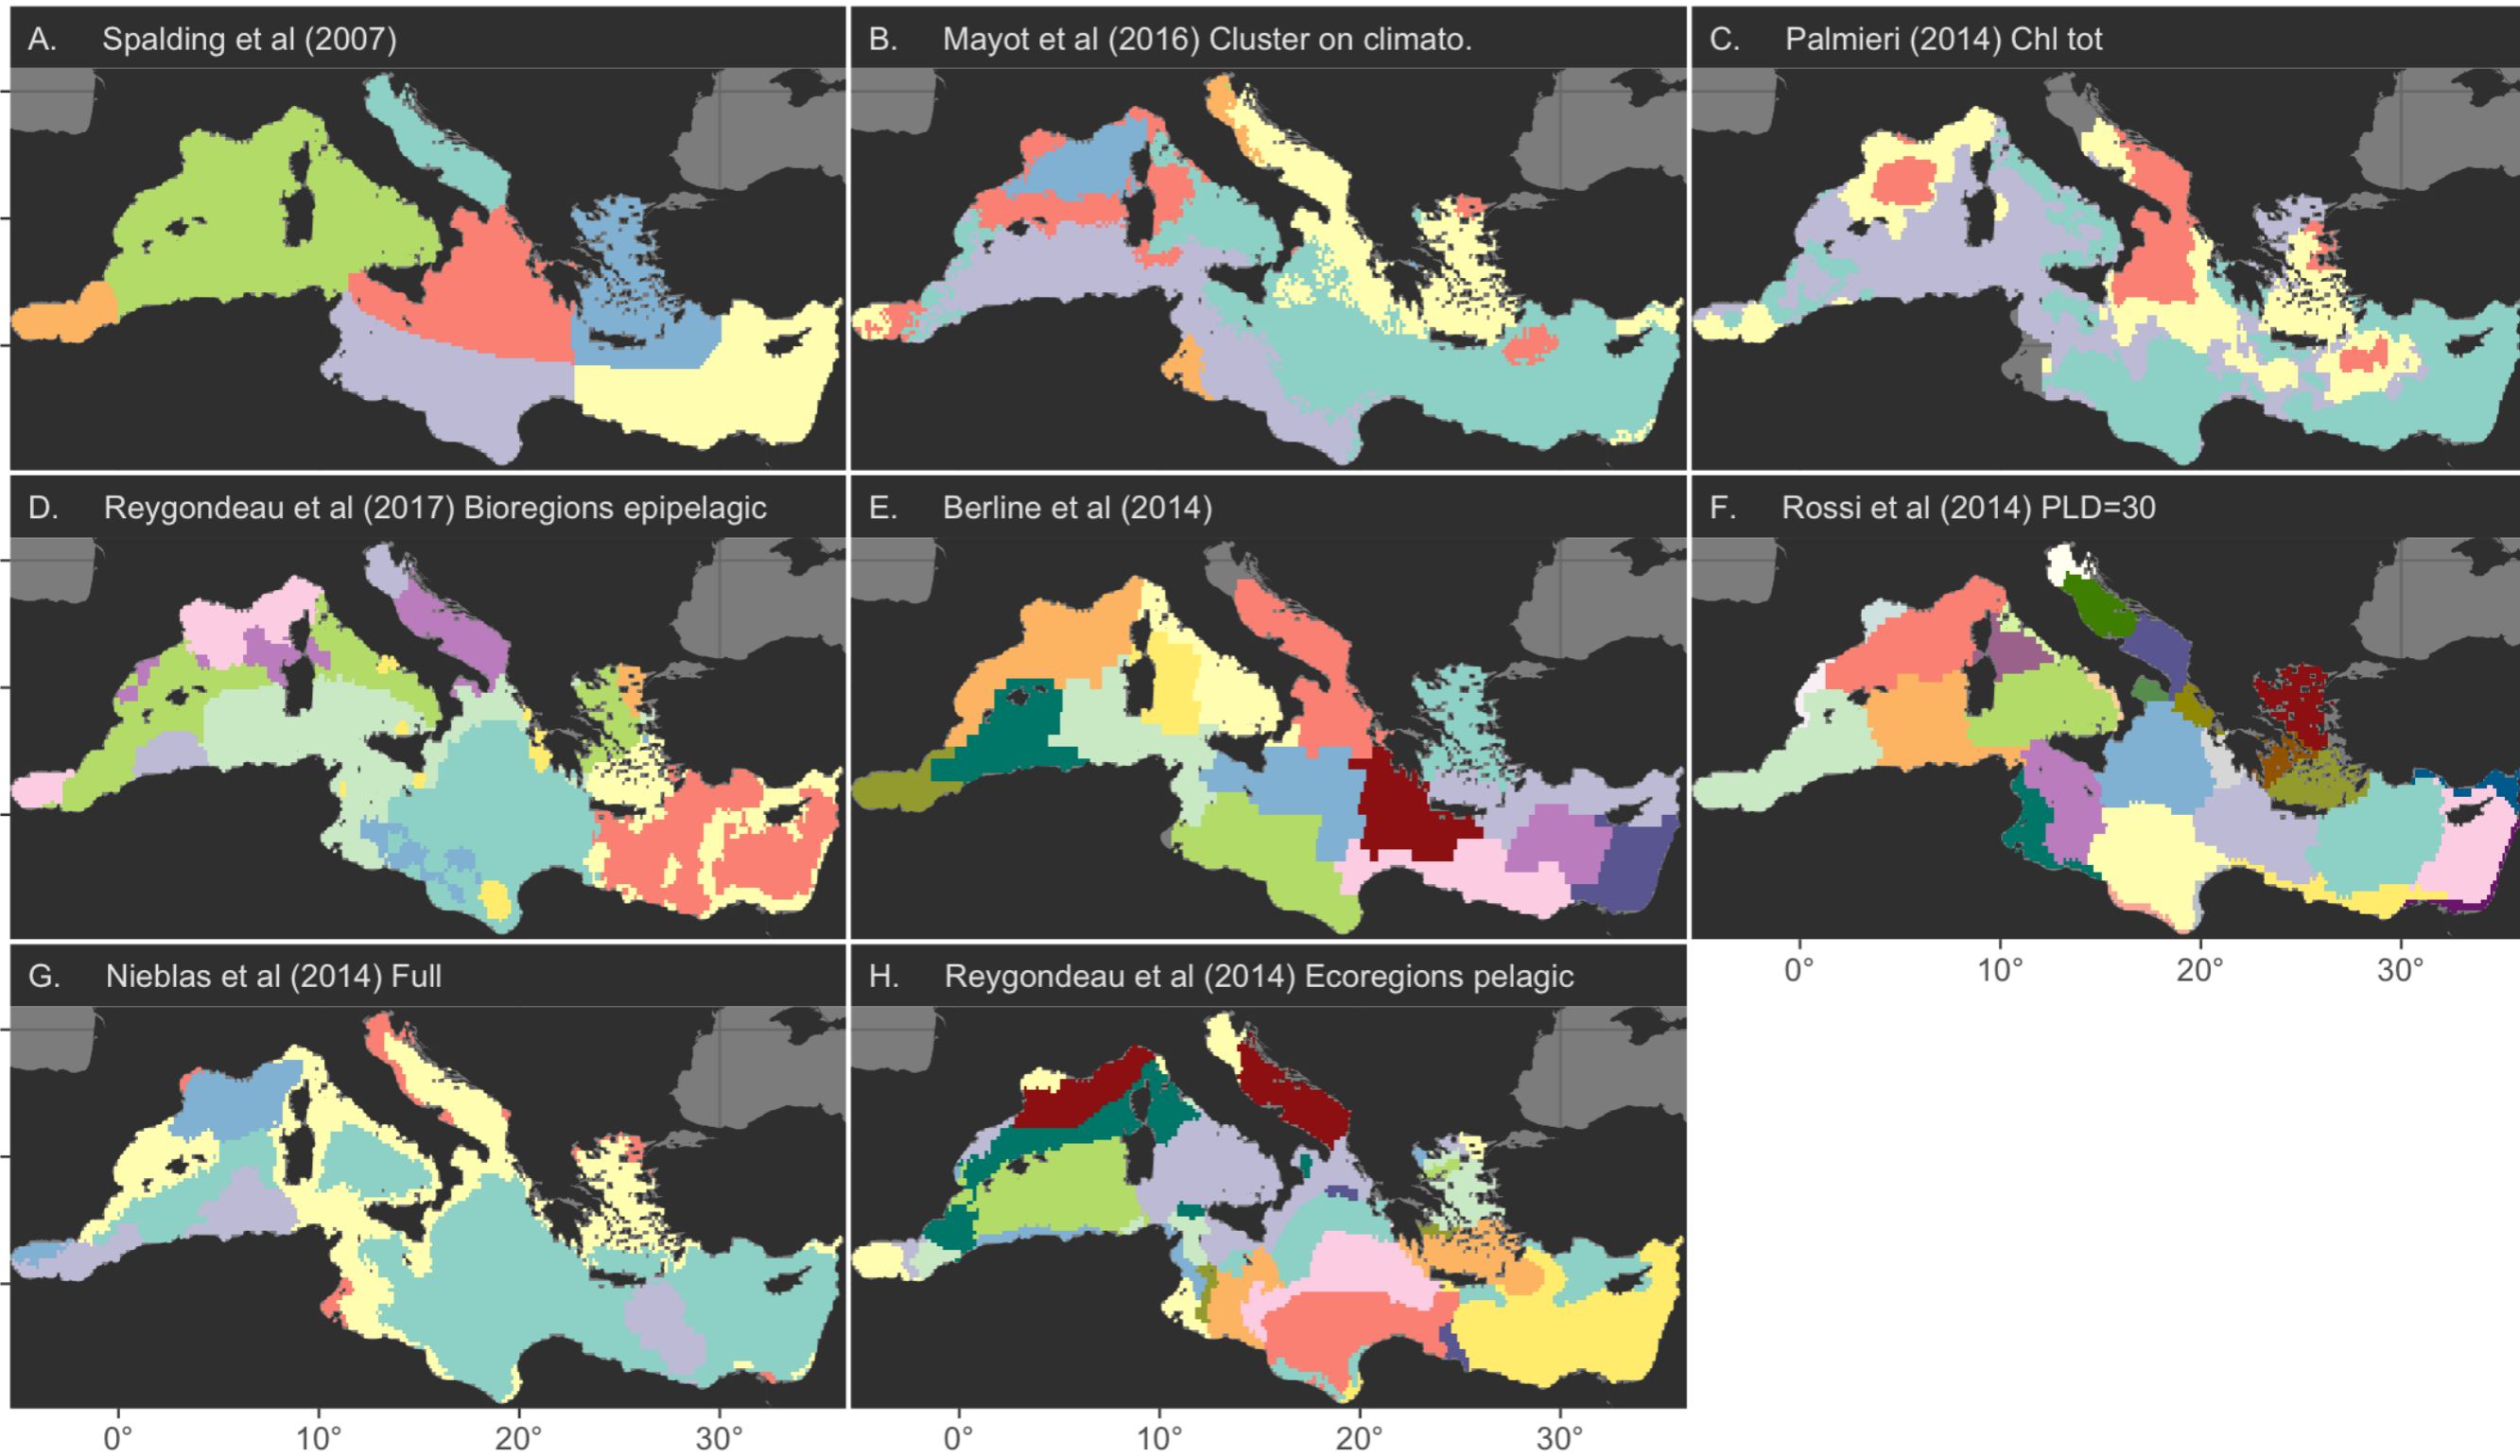 A. Spalding et al (2007)
B. Mayot et al (2016) Cluster on climato.
C. Palmieri (2014) Chl tot
D. Reygondeau et al (2017) Bioregions epipelagic
E. Berline et al (2014)
F. Rossi et al (2014) PLD=30
0° 10° 20° 30°
G. Nieblas et al (2014) Full
H. Reygondeau et al (2014) Ecoregions pelagic
0° 10° 20° 30°
0° 10° 20° 30°